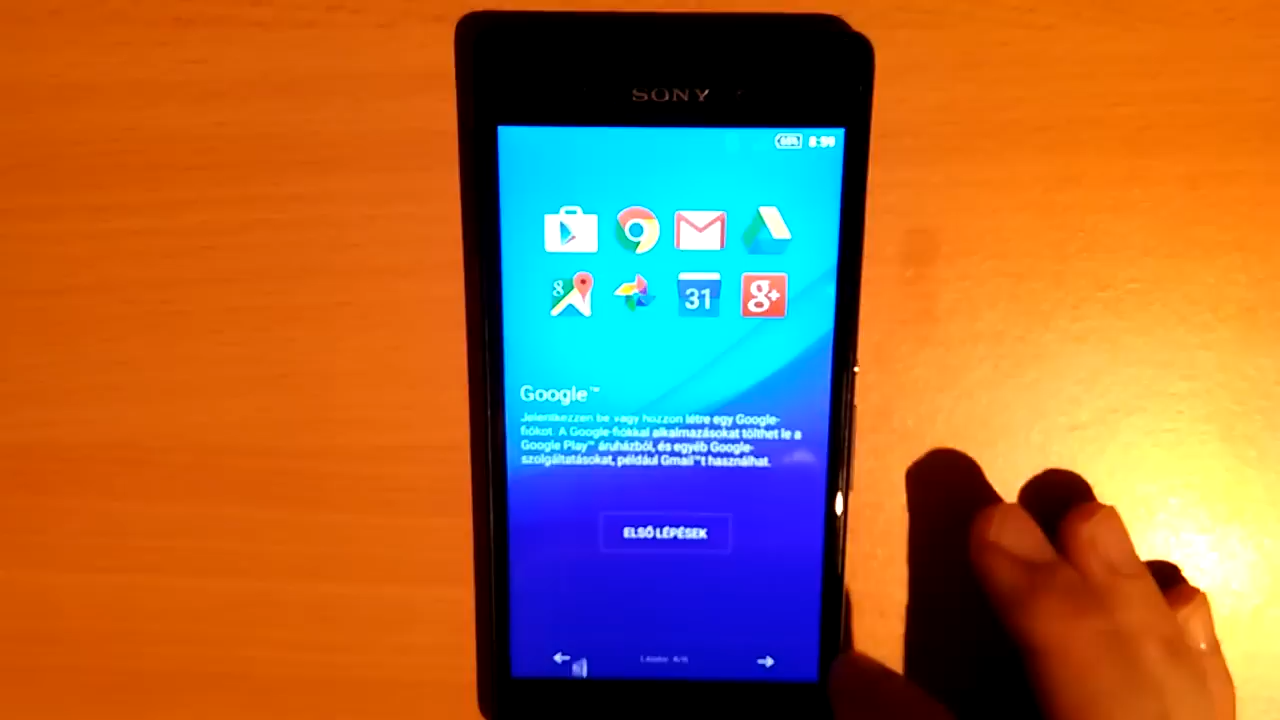 SONY
31
g+
Google™
Jelentkezzen be vagy hozzon létre egy Google-
fiókot. A Google-fiókkal alkalmazásokat tölthet le a
Google Play™ áruházból, és egyéb Google-
szolgáltatásokat, például Gmail™t használhat.
ELSŐ LÉPÉSEK